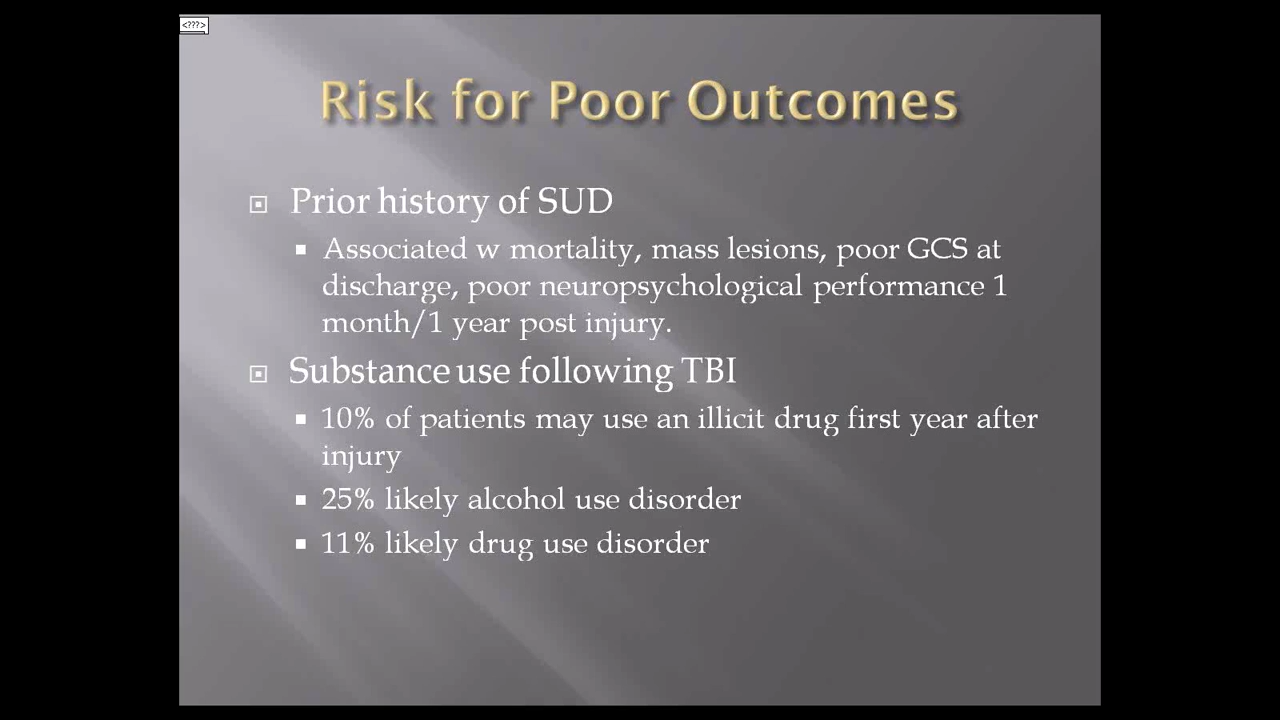 <???>
Risk for Poor Outcomes
Prior history of SUD
Associated w mortality, mass lesions, poor GCS at
discharge, poor neuropsychological performance 1
month/1 year post injury.
Substance use following TBI
10% of patients may use an illicit drug first year after
injury
25% likely alcohol use disorder
11% likely drug use disorder